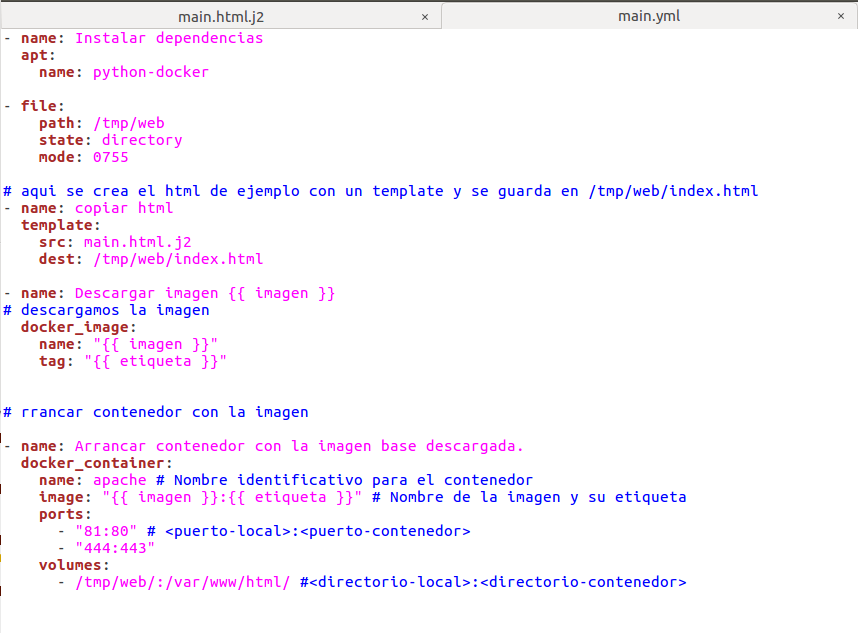 main.html.j2 × main.yml ×
- name: Instalar dependencias
  apt:
    name: python-docker

- file:
    path: /tmp/web
    state: directory
    mode: 0755

# aqui se crea el html de ejemplo con un template y se guarda en /tmp/web/index.html
- name: copiar html
  template:
    src: main.html.j2
    dest: /tmp/web/index.html

- name: Descargar imagen {{ imagen }}
# descargamos la imagen
  docker_image:
    name: "{{ imagen }}"
    tag: "{{ etiqueta }}"


# rrancar contenedor con la imagen

- name: Arrancar contenedor con la imagen base descargada.
  docker_container:
    name: apache # Nombre identificativo para el contenedor
    image: "{{ imagen }}:{{ etiqueta }}" # Nombre de la imagen y su etiqueta
    ports:
      - "81:80" # <puerto-local>:<puerto-contenedor>
      - "444:443"
    volumes:
      - /tmp/web/:/var/www/html/ #<directorio-local>:<directorio-contenedor>